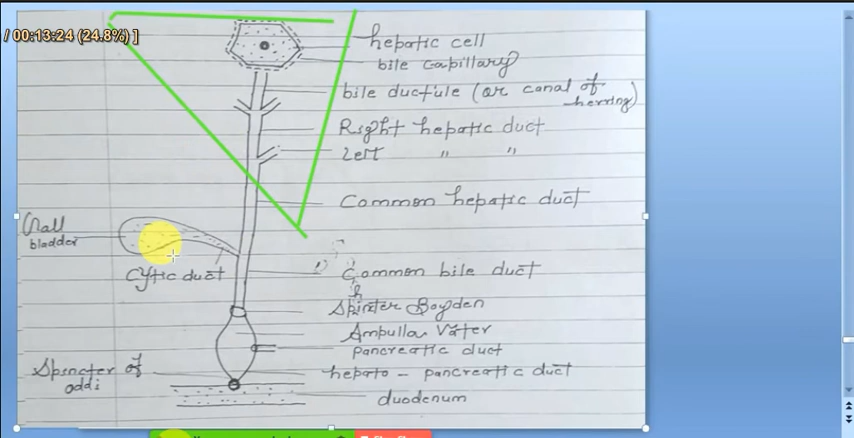 / 00:13:24 (24.8%) ]
hepatic cell
bile capillary
bile ductule (or canal of
herring)
Right hepatic duct
Left " "
Common hepatic duct
Gall
bladder
Cytic duct
Common bile duct
h
Spinter Boyden
Ampulla Vater
pancreatic duct
Spincter of
oddi
hepato - pancreatic duct
duodenum